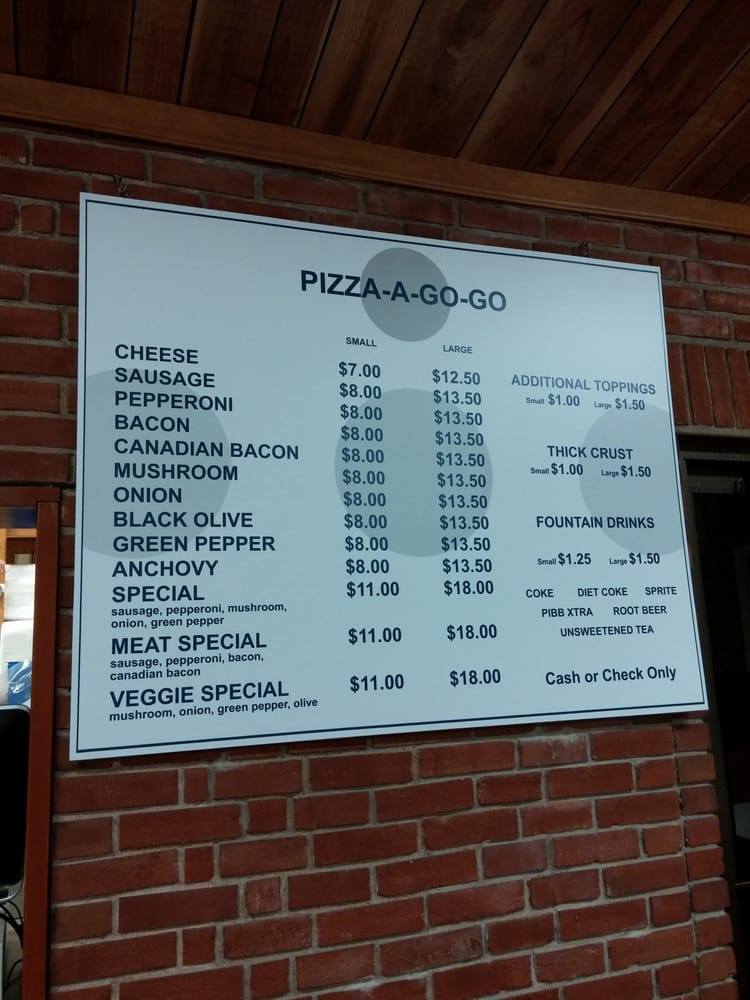 PIZZA-A-GO-GO
SMALL LARGE
CHEESE $7.00 $12.50
SAUSAGE $8.00 $13.50
PEPPERONI $8.00 $13.50
BACON $8.00 $13.50
CANADIAN BACON $8.00 $13.50
MUSHROOM $8.00 $13.50
ONION $8.00 $13.50
BLACK OLIVE $8.00 $13.50
GREEN PEPPER $8.00 $13.50
ANCHOVY $8.00 $13.50
SPECIAL $11.00 $18.00
sausage, pepperoni, mushroom,
onion, green pepper
MEAT SPECIAL $11.00 $18.00
sausage, pepperoni, bacon,
canadian bacon
VEGGIE SPECIAL $11.00 $18.00
mushroom, onion, green pepper, olive
ADDITIONAL TOPPINGS
Small $1.00 Large $1.50
THICK CRUST
Small $1.00 Large $1.50
FOUNTAIN DRINKS
Small $1.25 Large $1.50
COKE DIET COKE SPRITE
PIBB XTRA ROOT BEER
UNSWEETENED TEA
Cash or Check Only